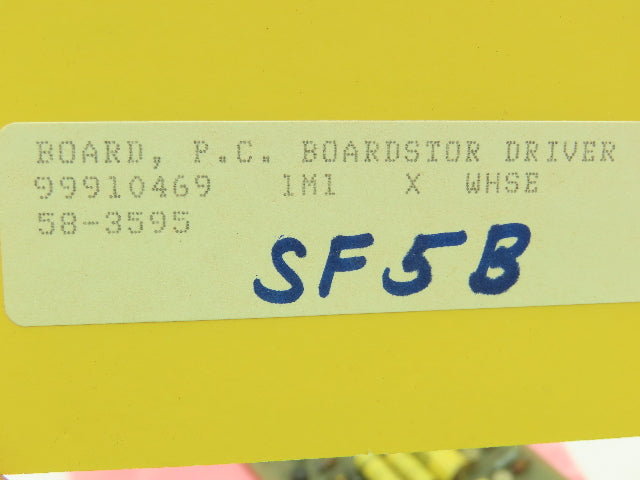 BOARD, P.C. BOARDSTOR DRIVER
99910469 1M1 X WHSE
58-3595
SF5B